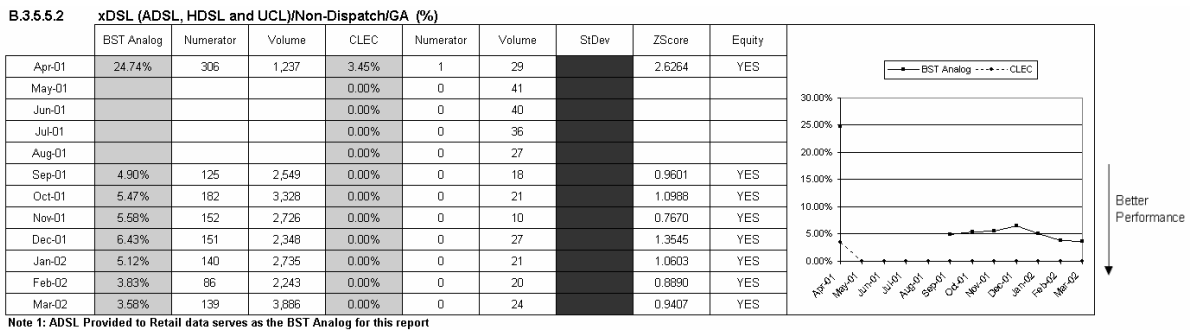 B.3.5.5.2 xDSL (ADSL, HDSL and UCL)/Non-Dispatch/GA (%)
BST Analog Numerator Volume CLEC Numerator Volume StDev ZScore Equity
Apr-01 24.74% 306 1,237 3.45% 1 29 2.6264 YES
May-01 0.00% 0 41
Jun-01 0.00% 0 40
Jul-01 0.00% 0 36
Aug-01 0.00% 0 27
Sep-01 4.90% 125 2,549 0.00% 0 18 0.9601 YES
Oct-01 5.47% 182 3,328 0.00% 0 21 1.0988 YES
Nov-01 5.58% 152 2,726 0.00% 0 10 0.7670 YES
Dec-01 6.43% 151 2,348 0.00% 0 27 1.3545 YES
Jan-02 5.12% 140 2,735 0.00% 0 21 1.0603 YES
Feb-02 3.83% 86 2,243 0.00% 0 20 0.8890 YES
Mar-02 3.58% 139 3,886 0.00% 0 24 0.9407 YES
Note 1: ADSL Provided to Retail data serves as the BST Analog for this report
BST Analog CLEC
30.00%
25.00%
20.00%
15.00%
10.00%
5.00%
0.00%
Apr-01 May-01 Jun-01 Jul-01 Aug-01 Sep-01 Oct-01 Nov-01 Dec-01 Jan-02 Feb-02 Mar-02
Better
Performance